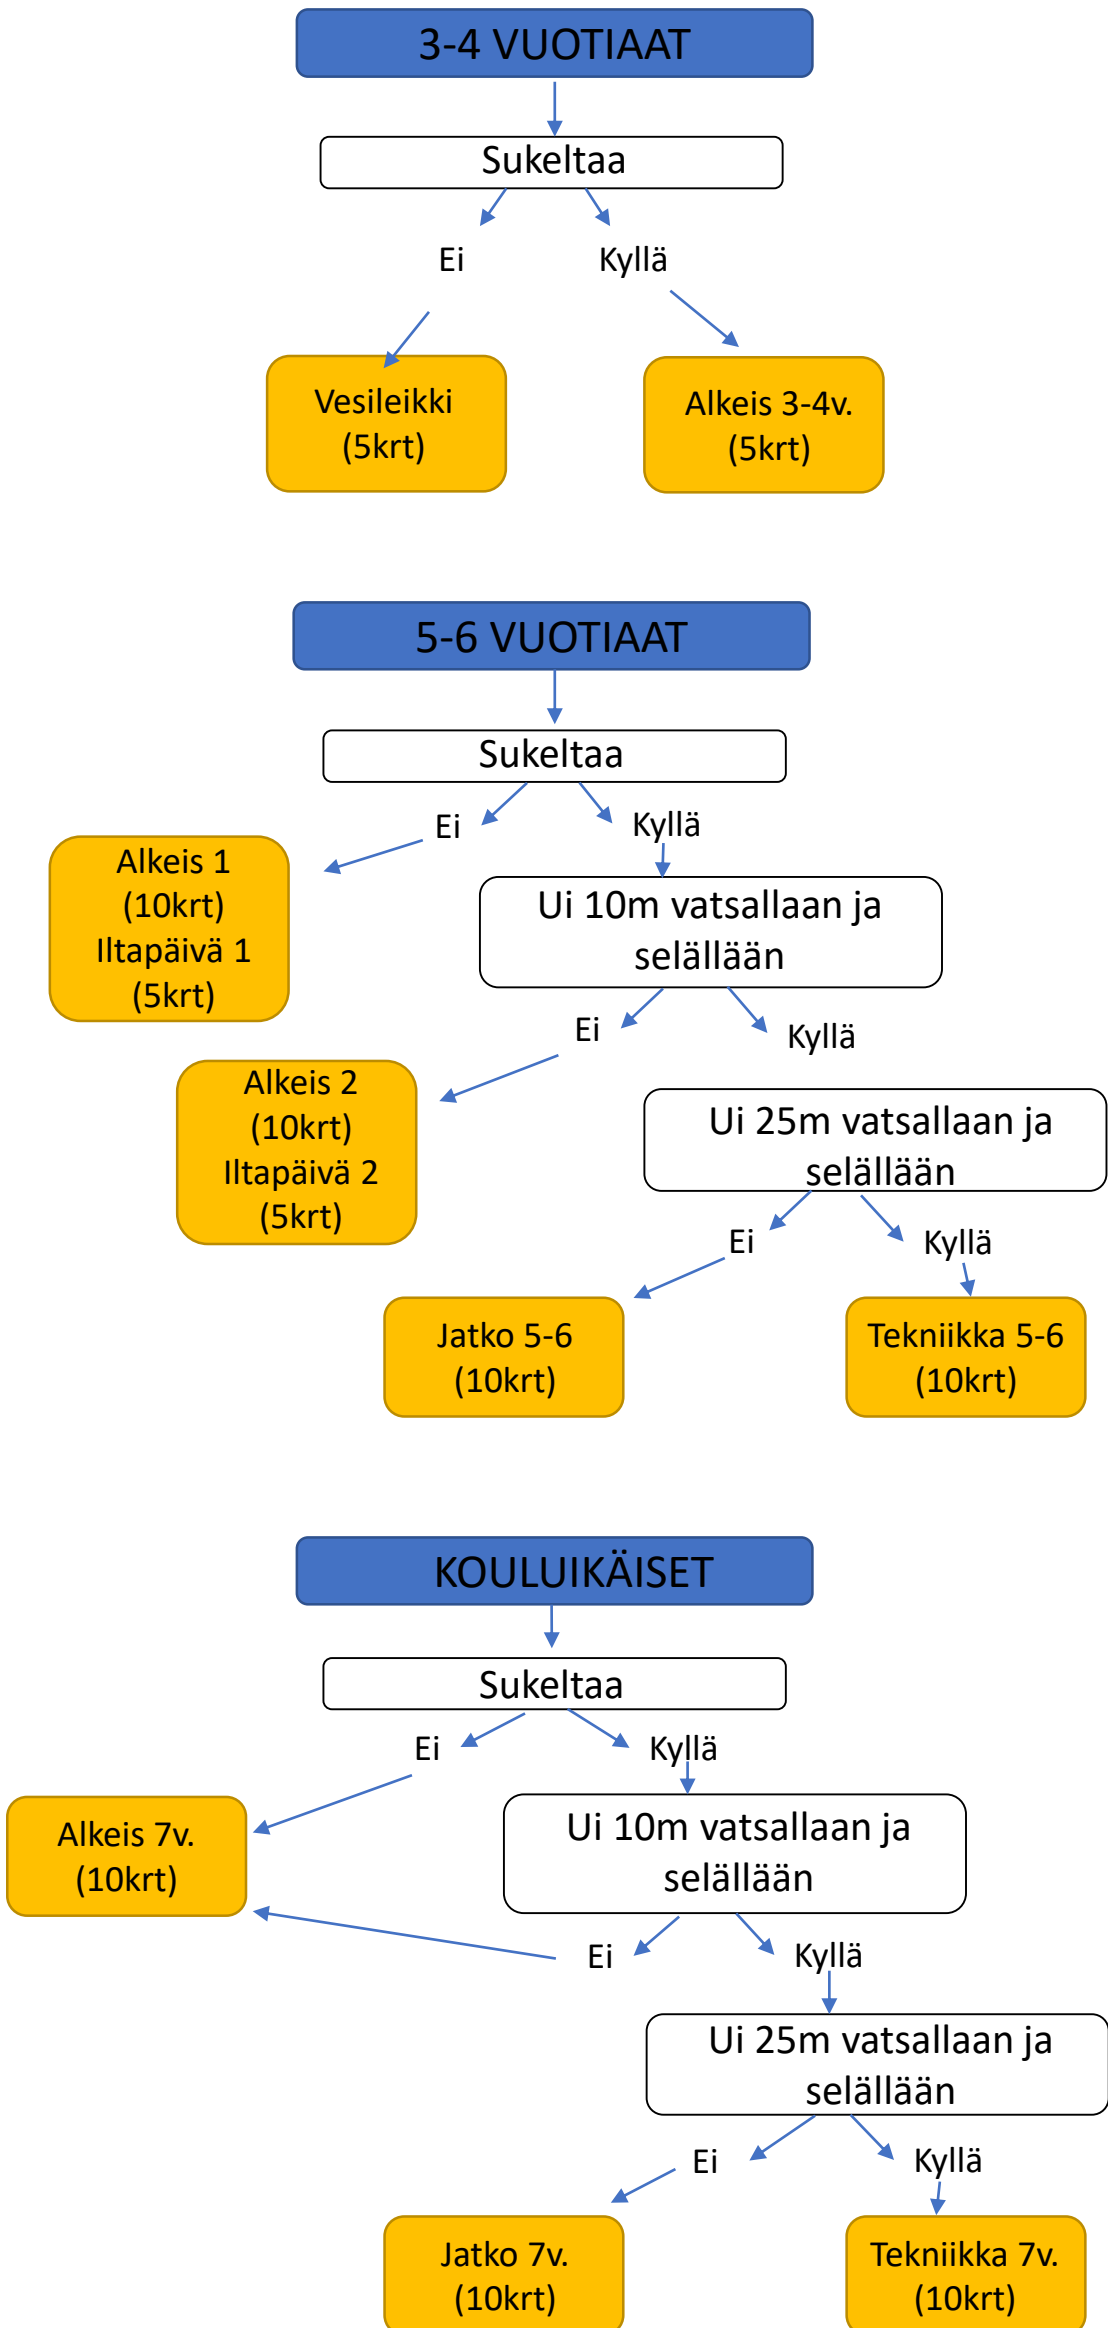 3-4 VUOTIAAT
Sukeltaa
Ei
Kyllä
Vesileikki
(5krt)
Alkeis 3-4v.
(5krt)
5-6 VUOTIAAT
Sukeltaa
Ei
Kyllä
Alkeis 1
(10krt)
Iltapäivä 1
(5krt)
Ui 10m vatsallaan ja
selällään
Ei
Kyllä
Alkeis 2
(10krt)
Iltapäivä 2
(5krt)
Ui 25m vatsallaan ja
selällään
Ei
Kyllä
Jatko 5-6
(10krt)
Tekniikka 5-6
(10krt)
KOULUIKÄISET
Sukeltaa
Ei
Kyllä
Alkeis 7v.
(10krt)
Ui 10m vatsallaan ja
selällään
Ei
Kyllä
Ui 25m vatsallaan ja
selällään
Ei
Kyllä
Jatko 7v.
(10krt)
Tekniikka 7v.
(10krt)